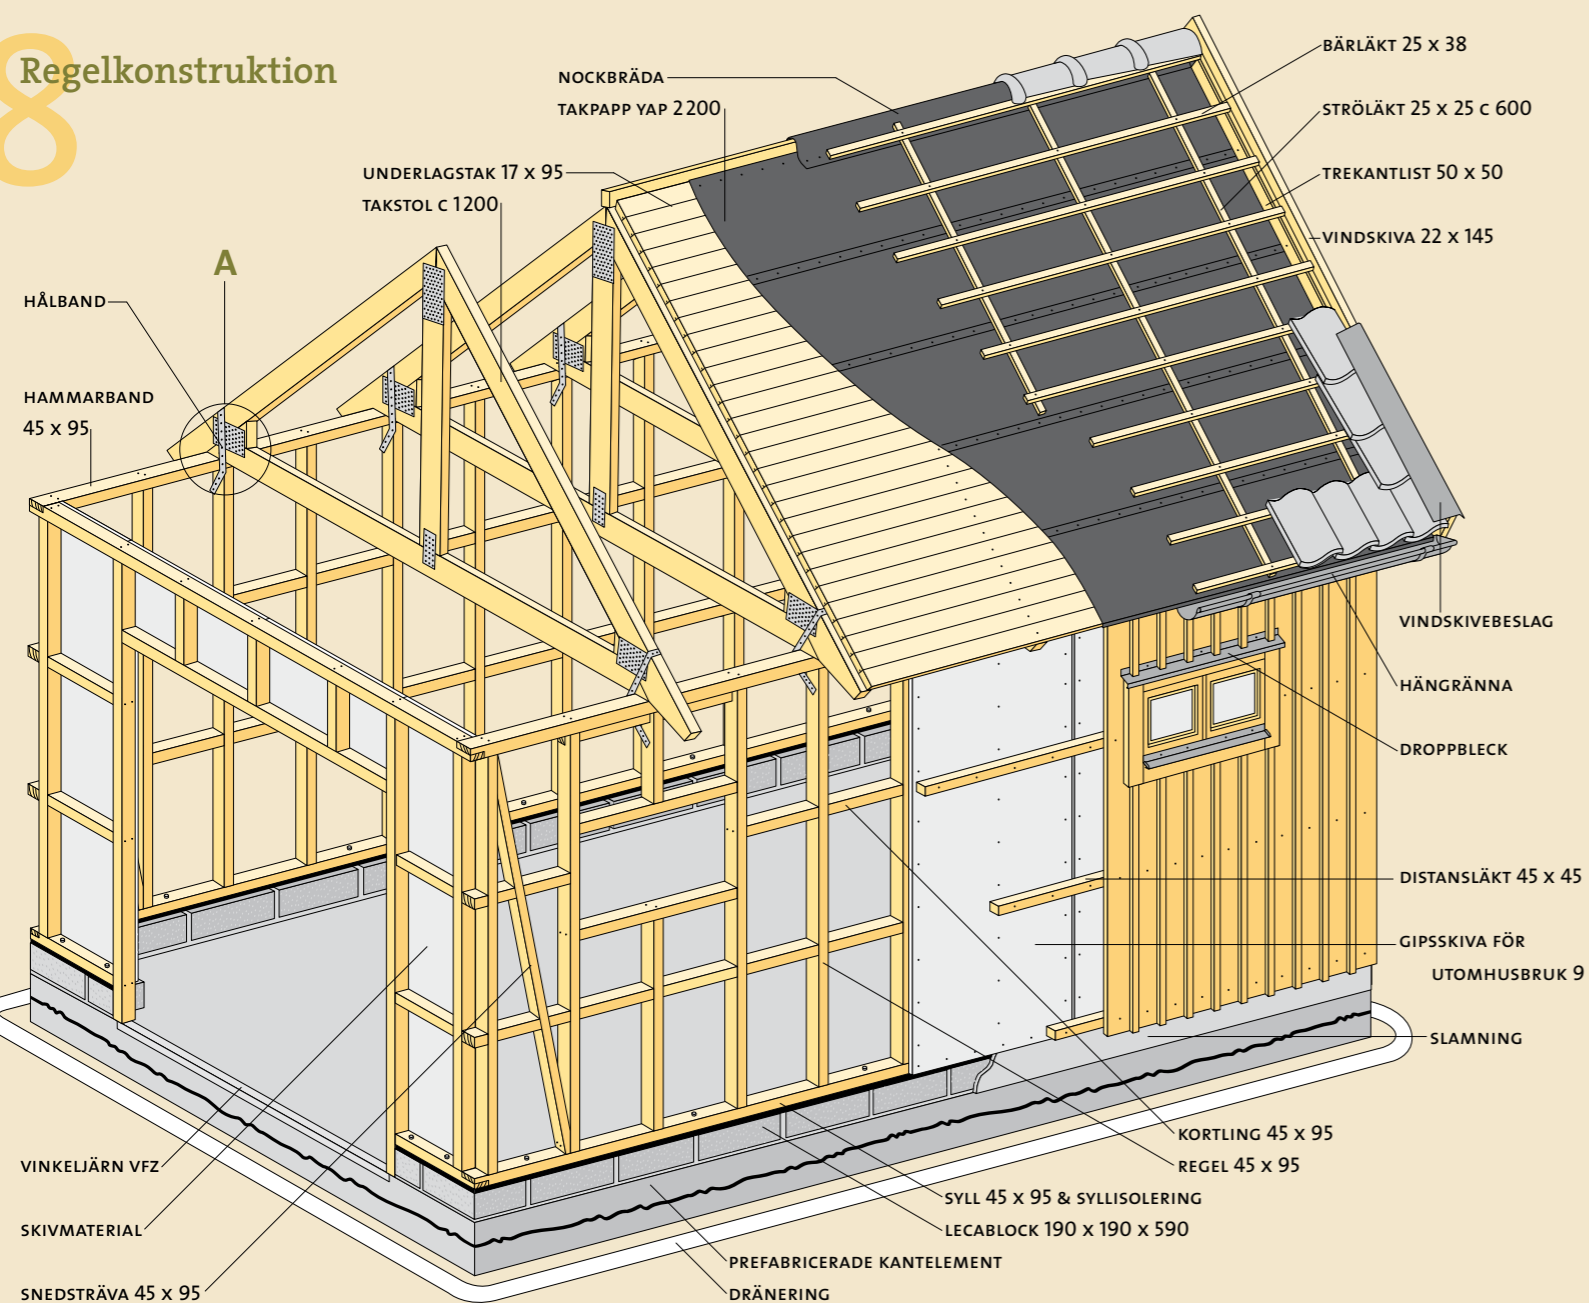 8
Regelkonstruktion
NOCKBRÄDA
TAKPAPP YAP 2200
UNDERLAGSTAK 17 x 95
TAKSTOL C 1200
A
HÅLBAND
HAMMARBAND
45 x 95
BÄRLÄKT 25 x 38
STRÖLÄKT 25 x 25 C 600
TREKANTLIST 50 x 50
VINDSKIVA 22 x 145
VINDSKIVEBESLAG
HÄNGRÄNNA
DROPPBLECK
DISTANSLÄKT 45 x 45
GIPSSKIVA FÖR
UTOMHUSBRUK 9
SLAMNING
KORTLING 45 x 95
REGEL 45 x 95
SYLL 45 x 95 & SYLLISOLERING
LECABLOCK 190 x 190 x 590
PREFABRICERADE KANTELEMENT
DRÄNERING
VINKELJÄRN VFZ
SKIVMATERIAL
SNEDSTRÄVA 45 x 95